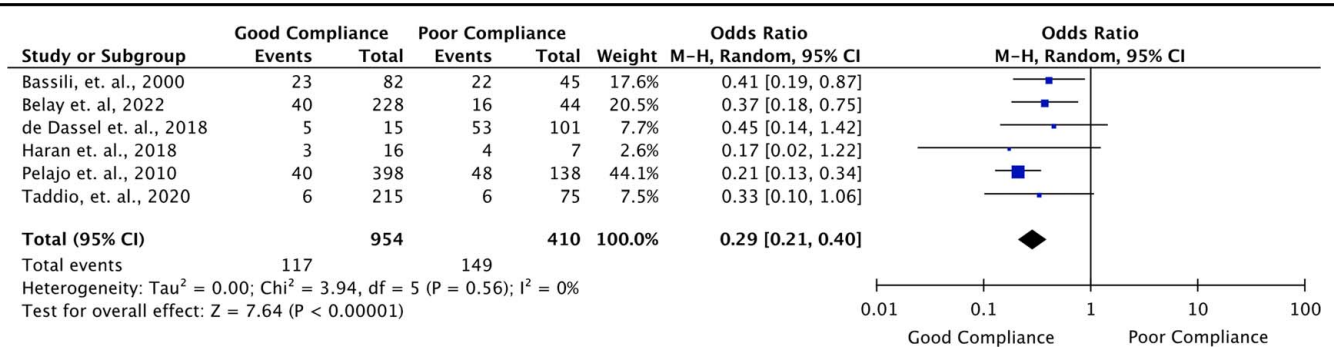 Good Compliance Poor Compliance Odds Ratio Odds Ratio
Study or Subgroup Events Total Events Total Weight M-H, Random, 95% CI M-H, Random, 95% CI
Bassili, et. al., 2000 23 82 22 45 17.6% 0.41 [0.19, 0.87]
Belay et. al, 2022 40 228 16 44 20.5% 0.37 [0.18, 0.75]
de Dassel et. al., 2018 5 15 53 101 7.7% 0.45 [0.14, 1.42]
Haran et. al., 2018 3 16 4 7 2.6% 0.17 [0.02, 1.22]
Pelajo et. al., 2010 40 398 48 138 44.1% 0.21 [0.13, 0.34]
Taddio, et. al., 2020 6 215 6 75 7.5% 0.33 [0.10, 1.06]
Total (95% CI) 954 410 100.0% 0.29 [0.21, 0.40]
Total events 117 149
Heterogeneity: Tau² = 0.00; Chi² = 3.94, df = 5 (P = 0.56); I² = 0%
Test for overall effect: Z = 7.64 (P < 0.00001)
0.01 0.1 1 10 100
Good Compliance Poor Compliance